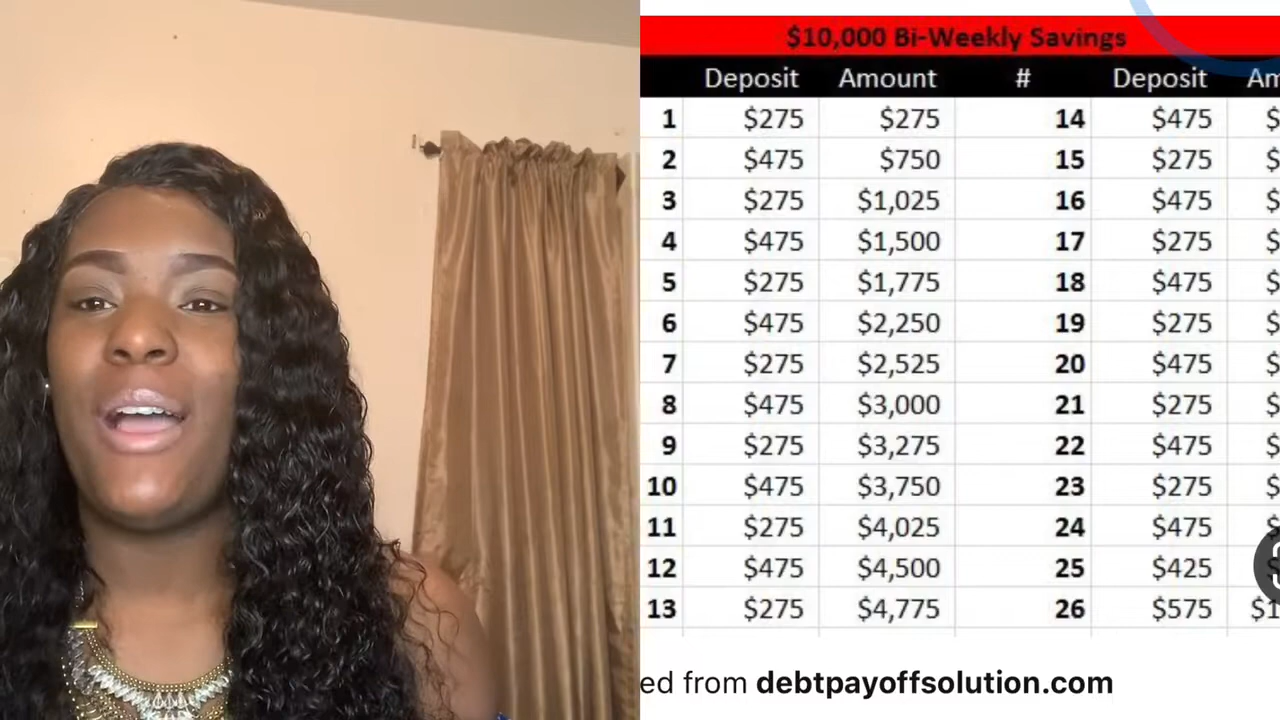 $10,000 Bi-Weekly Savings
Deposit Amount # Deposit Am
1 $275 $275 14 $475 $
2 $475 $750 15 $275 $
3 $275 $1,025 16 $475 $
4 $475 $1,500 17 $275 $
5 $275 $1,775 18 $475 $
6 $475 $2,250 19 $275 $
7 $275 $2,525 20 $475 $
8 $475 $3,000 21 $275 $
9 $275 $3,275 22 $475 $
10 $475 $3,750 23 $275 $
11 $275 $4,025 24 $475 $
12 $475 $4,500 25 $425
13 $275 $4,775 26 $575 $1
ed from debtpayoffsolution.com